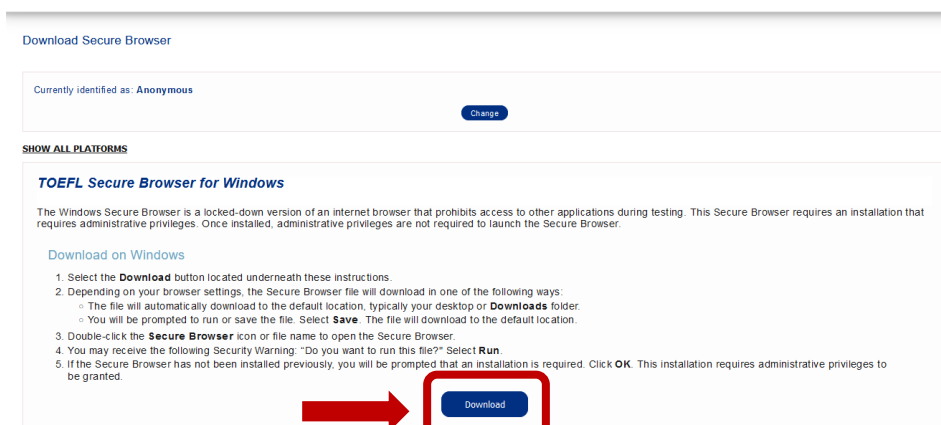 Download Secure Browser
Currently identified as: Anonymous
Change
SHOW ALL PLATFORMS
TOEFL Secure Browser for Windows
The Windows Secure Browser is a locked-down version of an internet browser that prohibits access to other applications during testing. This Secure Browser requires an installation that
requires administrative privileges. Once installed, administrative privileges are not required to launch the Secure Browser.
Download on Windows
1. Select the Download button located underneath these instructions.
2. Depending on your browser settings, the Secure Browser file will download in one of the following ways:
◦ The file will automatically download to the default location, typically your desktop or Downloads folder.
◦ You will be prompted to run or save the file. Select Save. The file will download to the default location.
3. Double-click the Secure Browser icon or file name to open the Secure Browser.
4. You may receive the following Security Warning: "Do you want to run this file?" Select Run.
5. If the Secure Browser has not been installed previously, you will be prompted that an installation is required. Click OK. This installation requires administrative privileges to
be granted.
Download